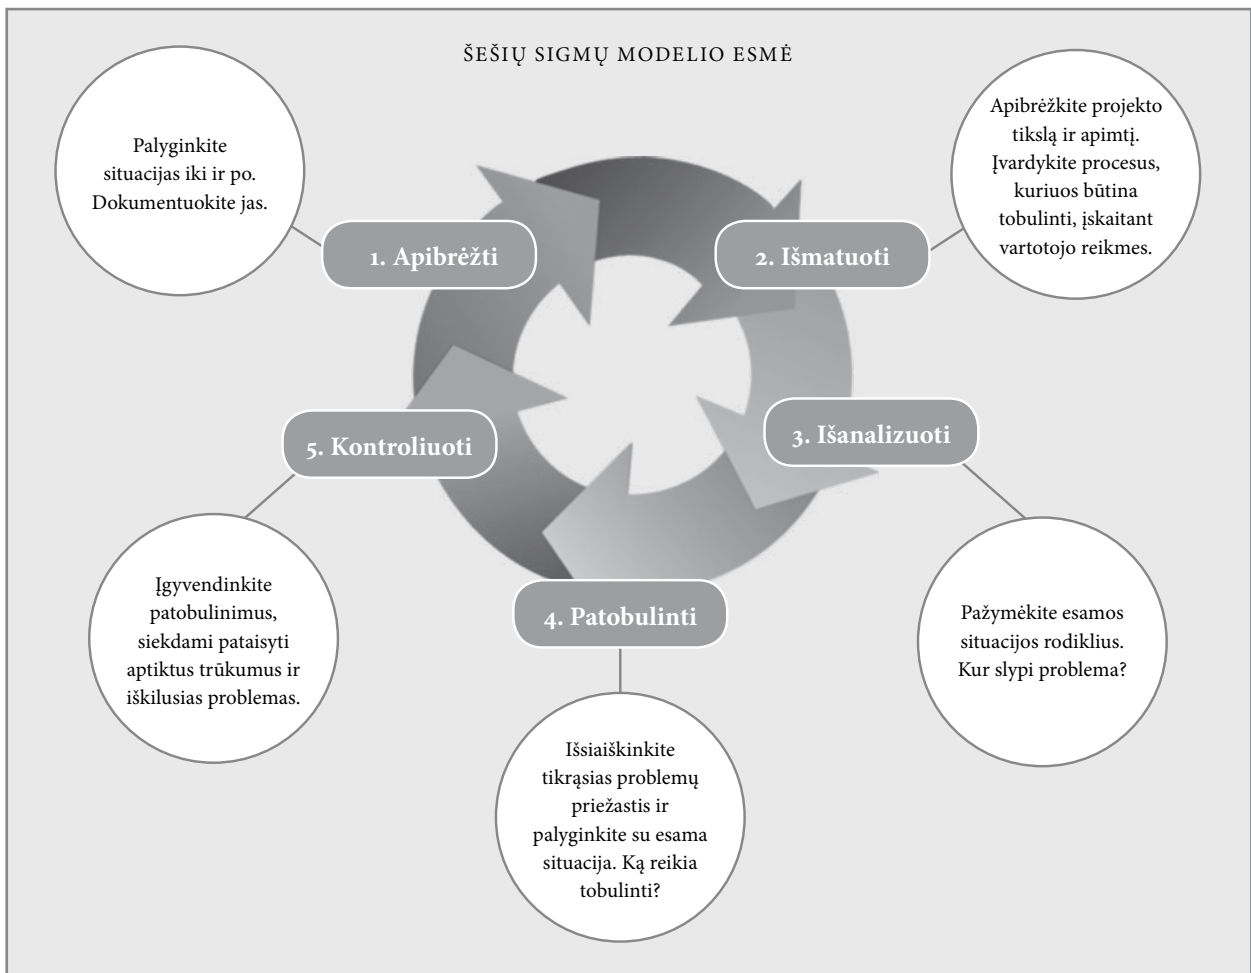 ŠEŠIŲ SIGMŲ MODELIO ESMĖ
Palyginkite
situacijas iki ir po.
Dokumentuokite jas.
1. Apibrėžti
Apibrėžkite projekto
tikslą ir apimtį.
Įvardykite procesus,
kuriuos būtina
tobulinti, įskaitant
vartotojo reikmes.
2. Išmatuoti
3. Išanalizuoti
Pažymėkite esamos
situacijos rodiklius.
Kur slypi problema?
4. Patobulinti
Išsiaiškinkite
tikrąsias problemų
priežastis ir
palyginkite su esama
situacija. Ką reikia
tobulinti?
5. Kontroliuoti
Įgyvendinkite
patobulinimus,
siekdami pataisyti
aptiktus trūkumus ir
iškilusias problemas.